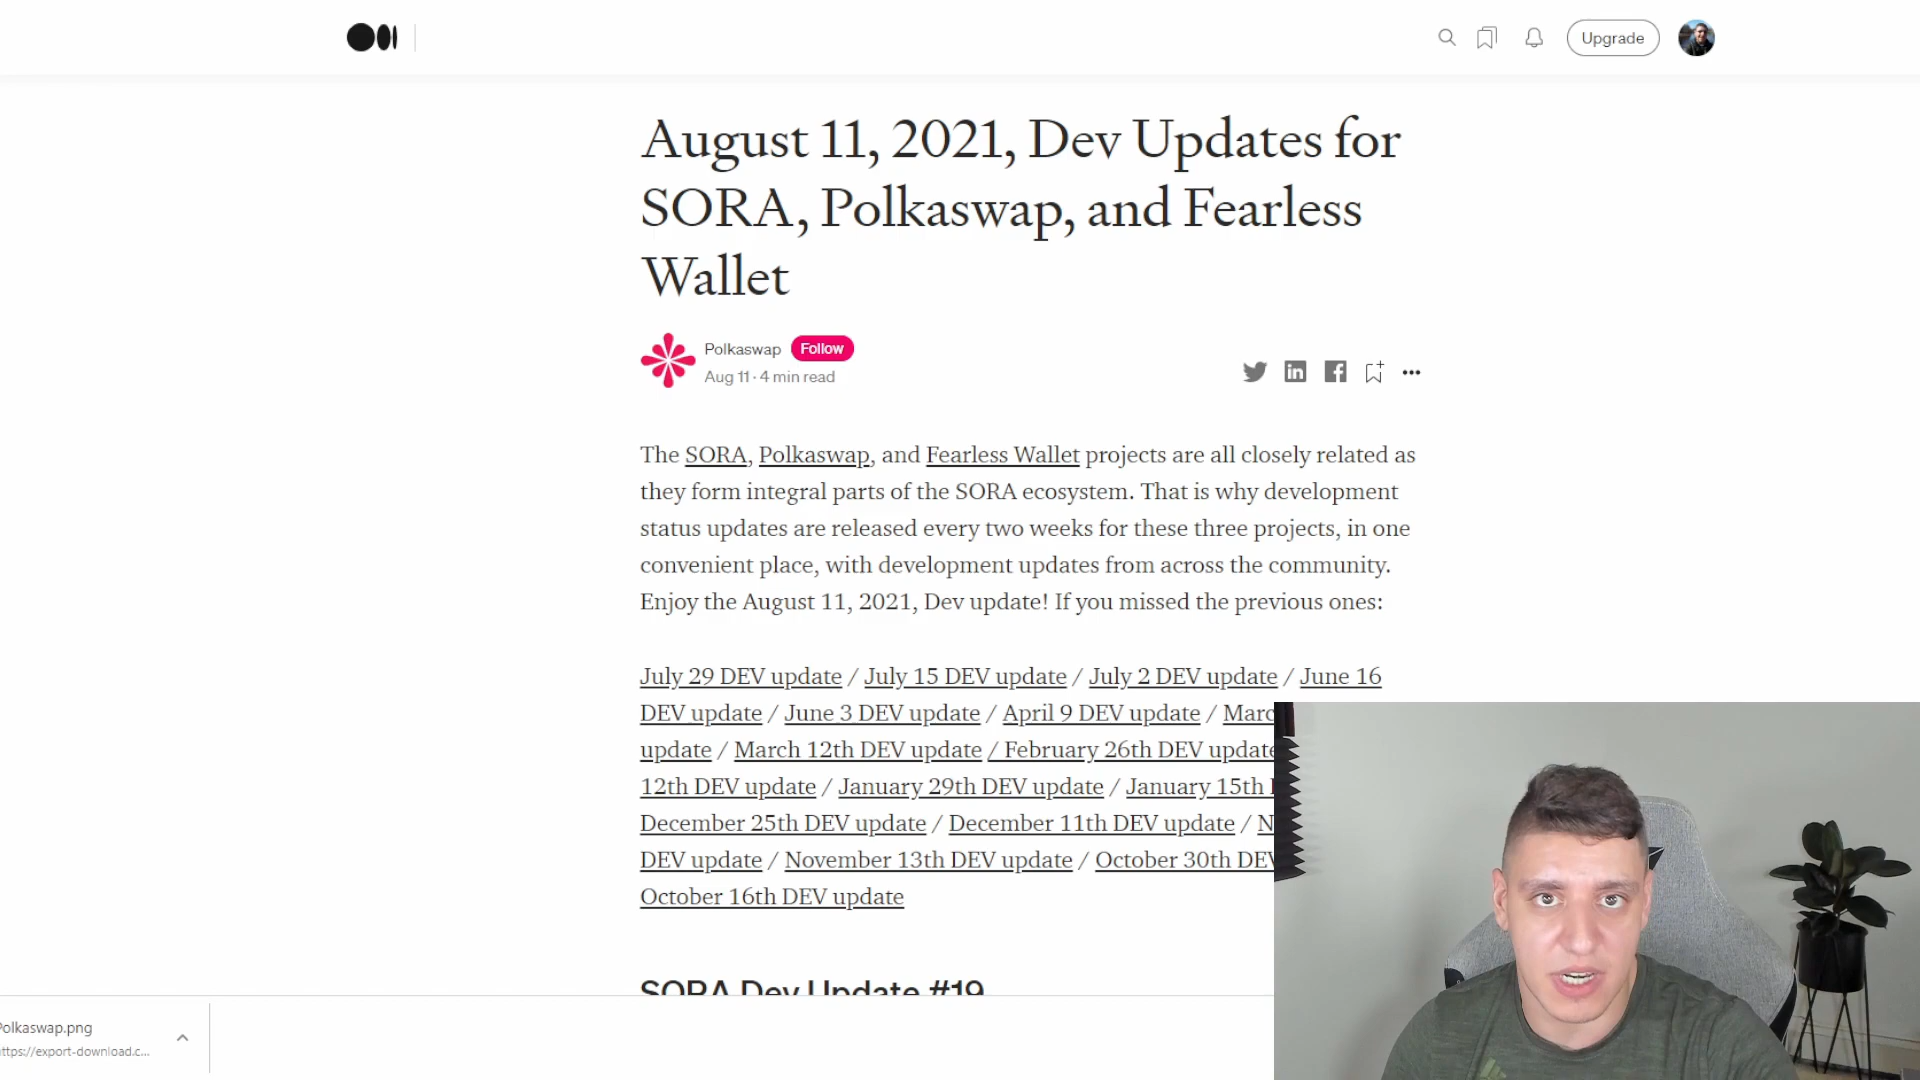 Upgrade
August 11, 2021, Dev Updates for
SORA, Polkaswap, and Fearless
Wallet
Polkaswap Follow
Aug 11 · 4 min read
The SORA, Polkaswap, and Fearless Wallet projects are all closely related as
they form integral parts of the SORA ecosystem. That is why development
status updates are released every two weeks for these three projects, in one
convenient place, with development updates from across the community.
Enjoy the August 11, 2021, Dev update! If you missed the previous ones:
July 29 DEV update / July 15 DEV update / July 2 DEV update / June 16
DEV update / June 3 DEV update / April 9 DEV update / Marc
update / March 12th DEV update / February 26th DEV update
12th DEV update / January 29th DEV update / January 15th
December 25th DEV update / December 11th DEV update / N
DEV update / November 13th DEV update / October 30th DEV
October 16th DEV update
SORA Dev Update #19
Polkaswap.png
ttps://export-download.c...